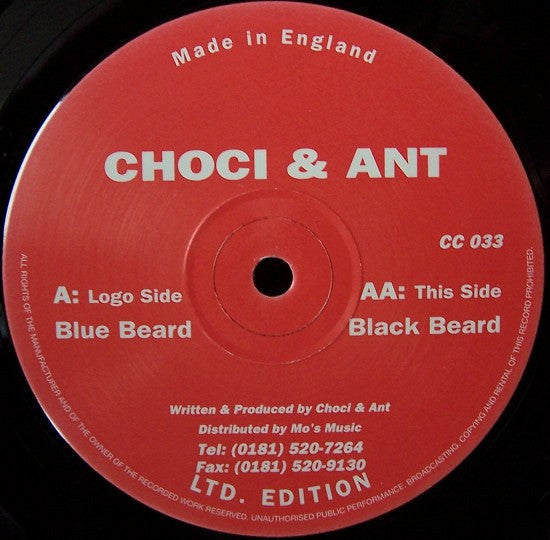 Made in England
CHOCI & ANT
CC 033
A: Logo Side
Blue Beard
AA: This Side
Black Beard
Written & Produced by Choci & Ant
Distributed by Mo's Music
Tel: (0181) 520-7264
Fax: (0181) 520-9130
LTD. EDITION
ALL RIGHTS OF THE MANUFACTURER AND OF THE OWNER OF THE RECORDED WORK RESERVED. UNAUTHORISED PUBLIC PERFORMANCE, BROADCASTING, COPYING AND RENTAL OF THIS RECORD PROHIBITED.